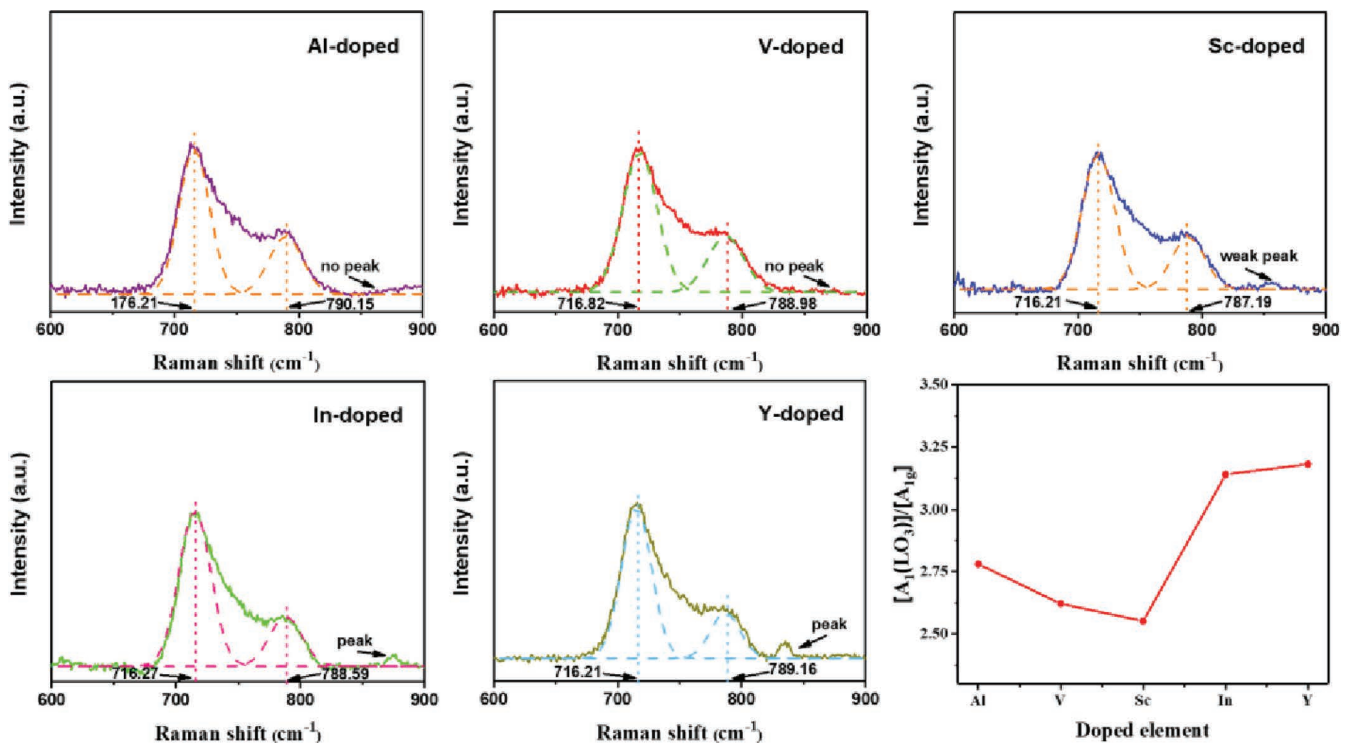 Al-doped
Intensity (a.u.)
no peak
176.21
790.15
600 700 800 900
Raman shift (cm⁻¹)
V-doped
Intensity (a.u.)
no peak
716.82
788.98
600 700 800 900
Raman shift (cm⁻¹)
Sc-doped
Intensity (a.u.)
weak peak
716.21
787.19
600 700 800 900
Raman shift (cm⁻¹)
In-doped
Intensity (a.u.)
peak
716.27
788.59
600 700 800 900
Raman shift (cm⁻¹)
Y-doped
Intensity (a.u.)
peak
716.21
789.16
600 700 800 900
Raman shift (cm⁻¹)
[A₁(LO₃)]/[A₁g]
3.50
3.25
3.00
2.75
2.50
Al V Sc In Y
Doped element